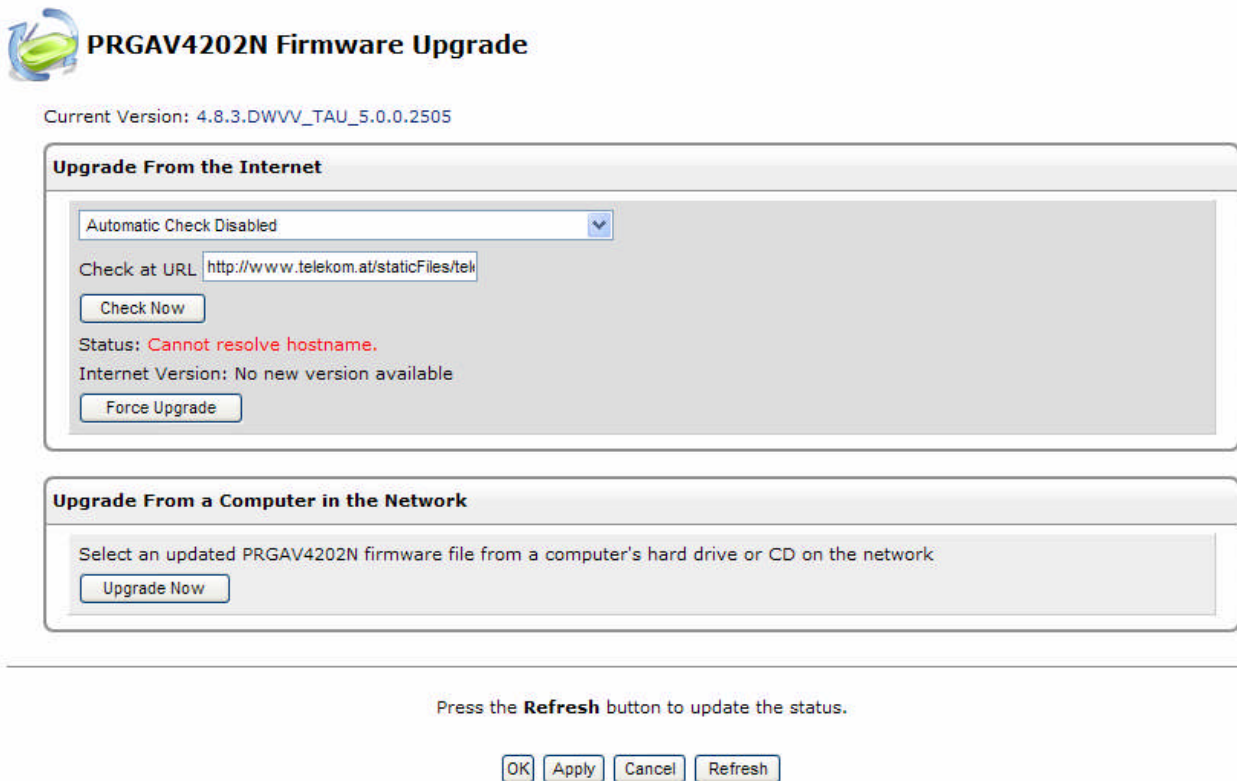 PRGAV4202N Firmware Upgrade
Current Version: 4.8.3.DWVV_TAU_5.0.0.2505
Upgrade From the Internet
Automatic Check Disabled
Check at URL http://www.telekom.at/staticFiles/tel
Check Now
Status: Cannot resolve hostname.
Internet Version: No new version available
Force Upgrade
Upgrade From a Computer in the Network
Select an updated PRGAV4202N firmware file from a computer's hard drive or CD on the network
Upgrade Now
Press the Refresh button to update the status.
OK Apply Cancel Refresh